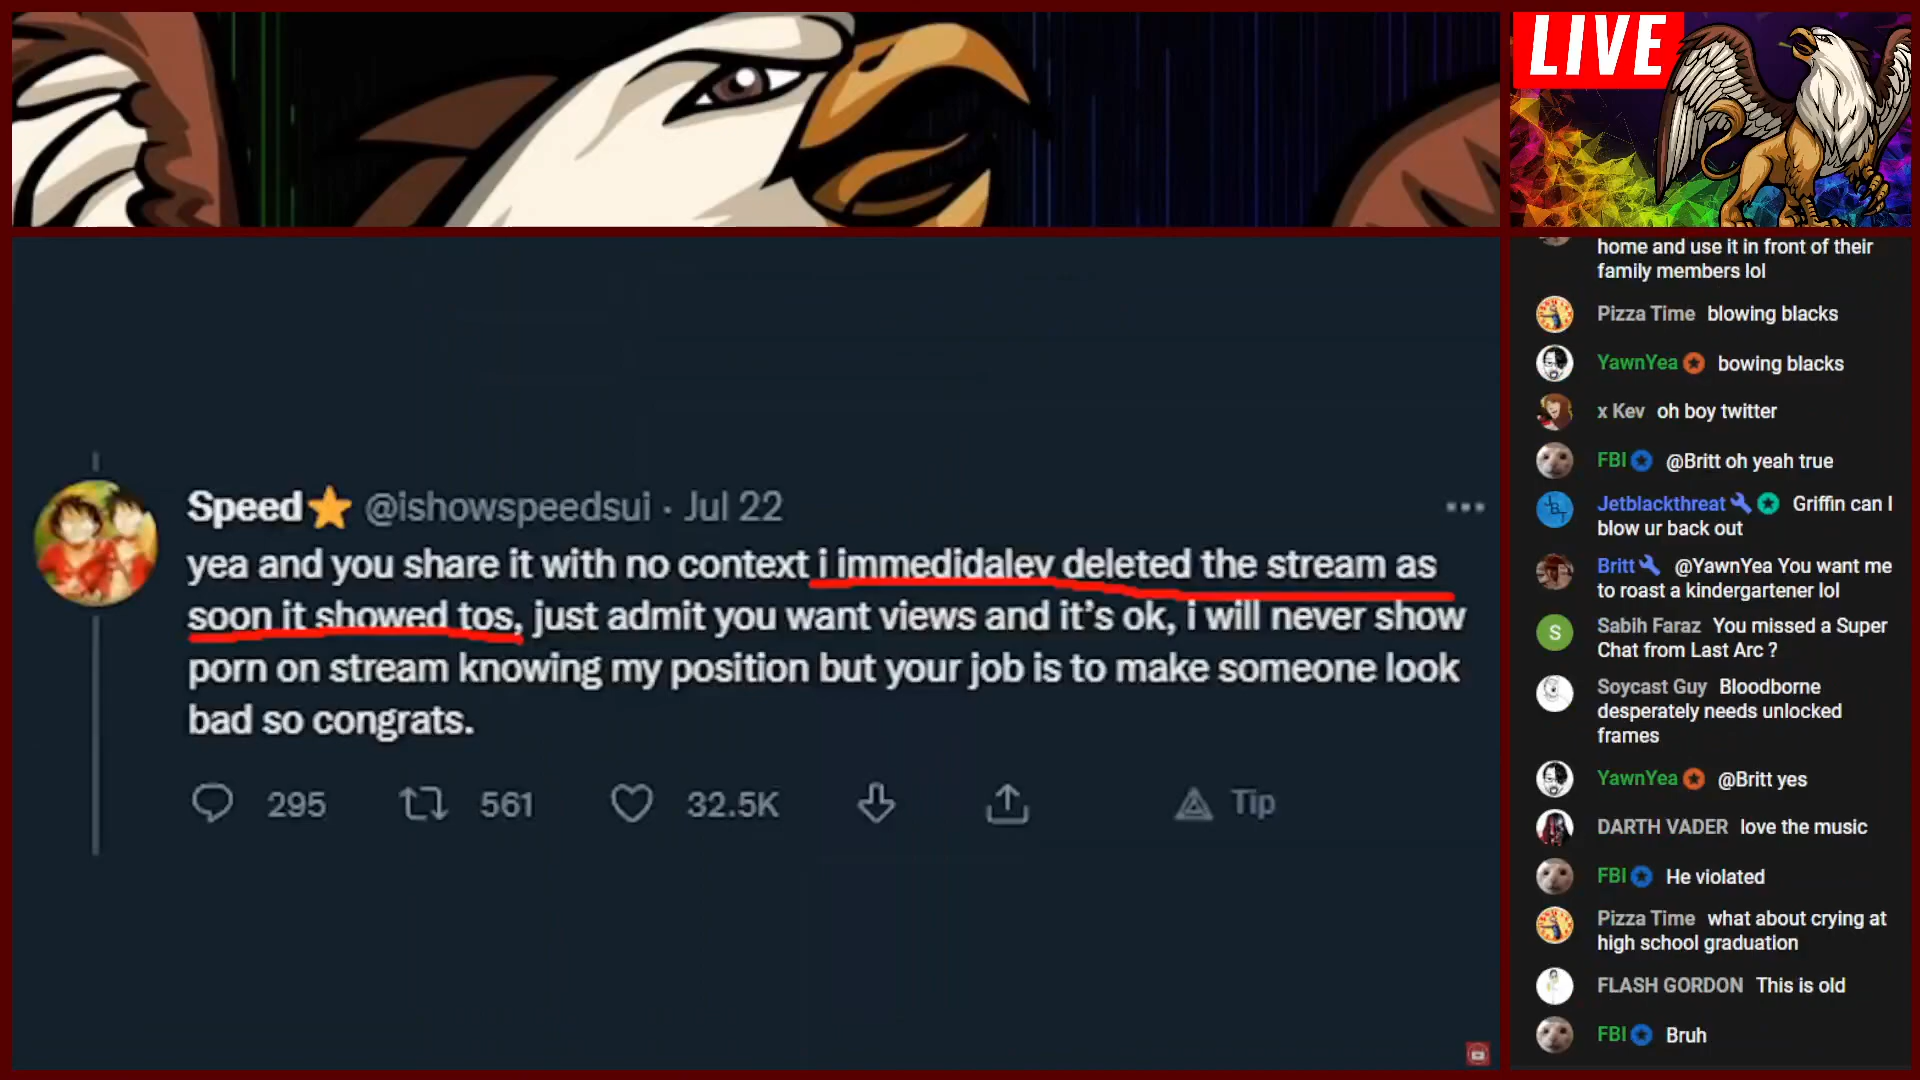 LIVE
Speed @ishowspeedsui · Jul 22
yea and you share it with no context i immedidaley deleted the stream as
soon it showed tos, just admit you want views and it's ok, i will never show
porn on stream knowing my position but your job is to make someone look
bad so congrats.
295 561 32.5K Tip
home and use it in front of their
family members lol
Pizza Time blowing blacks
YawnYea bowing blacks
x Kev oh boy twitter
FBI @Britt oh yeah true
Jetblackthreat Griffin can I
blow ur back out
Britt @YawnYea You want me
to roast a kindergartener lol
S
Sabih Faraz You missed a Super
Chat from Last Arc ?
Soycast Guy Bloodborne
desperately needs unlocked
frames
YawnYea @Britt yes
DARTH VADER love the music
FBI He violated
Pizza Time what about crying at
high school graduation
FLASH GORDON This is old
FBI Bruh